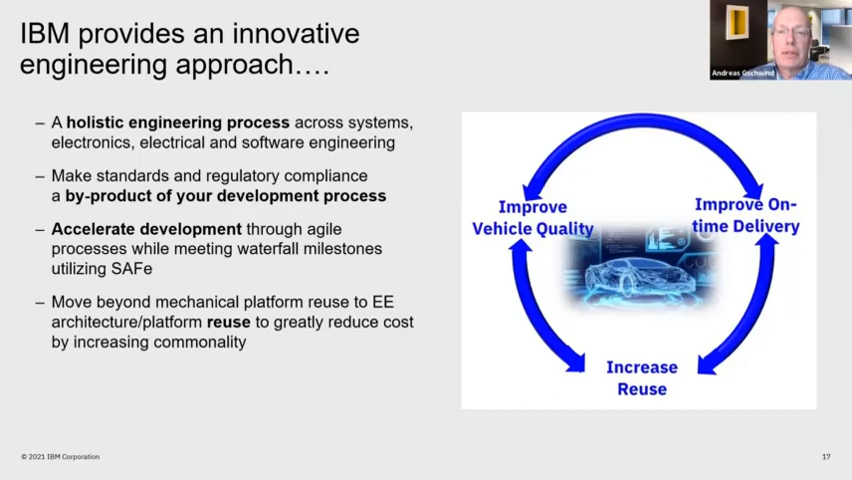 IBM provides an innovative
engineering approach….
– A holistic engineering process across systems,
electronics, electrical and software engineering
– Make standards and regulatory compliance
a by-product of your development process
– Accelerate development through agile
processes while meeting waterfall milestones
utilizing SAFe
– Move beyond mechanical platform reuse to EE
architecture/platform reuse to greatly reduce cost
by increasing commonality
Andreas Gschwind
Improve
Vehicle Quality
Improve On-
time Delivery
Increase
Reuse
© 2021 IBM Corporation
17